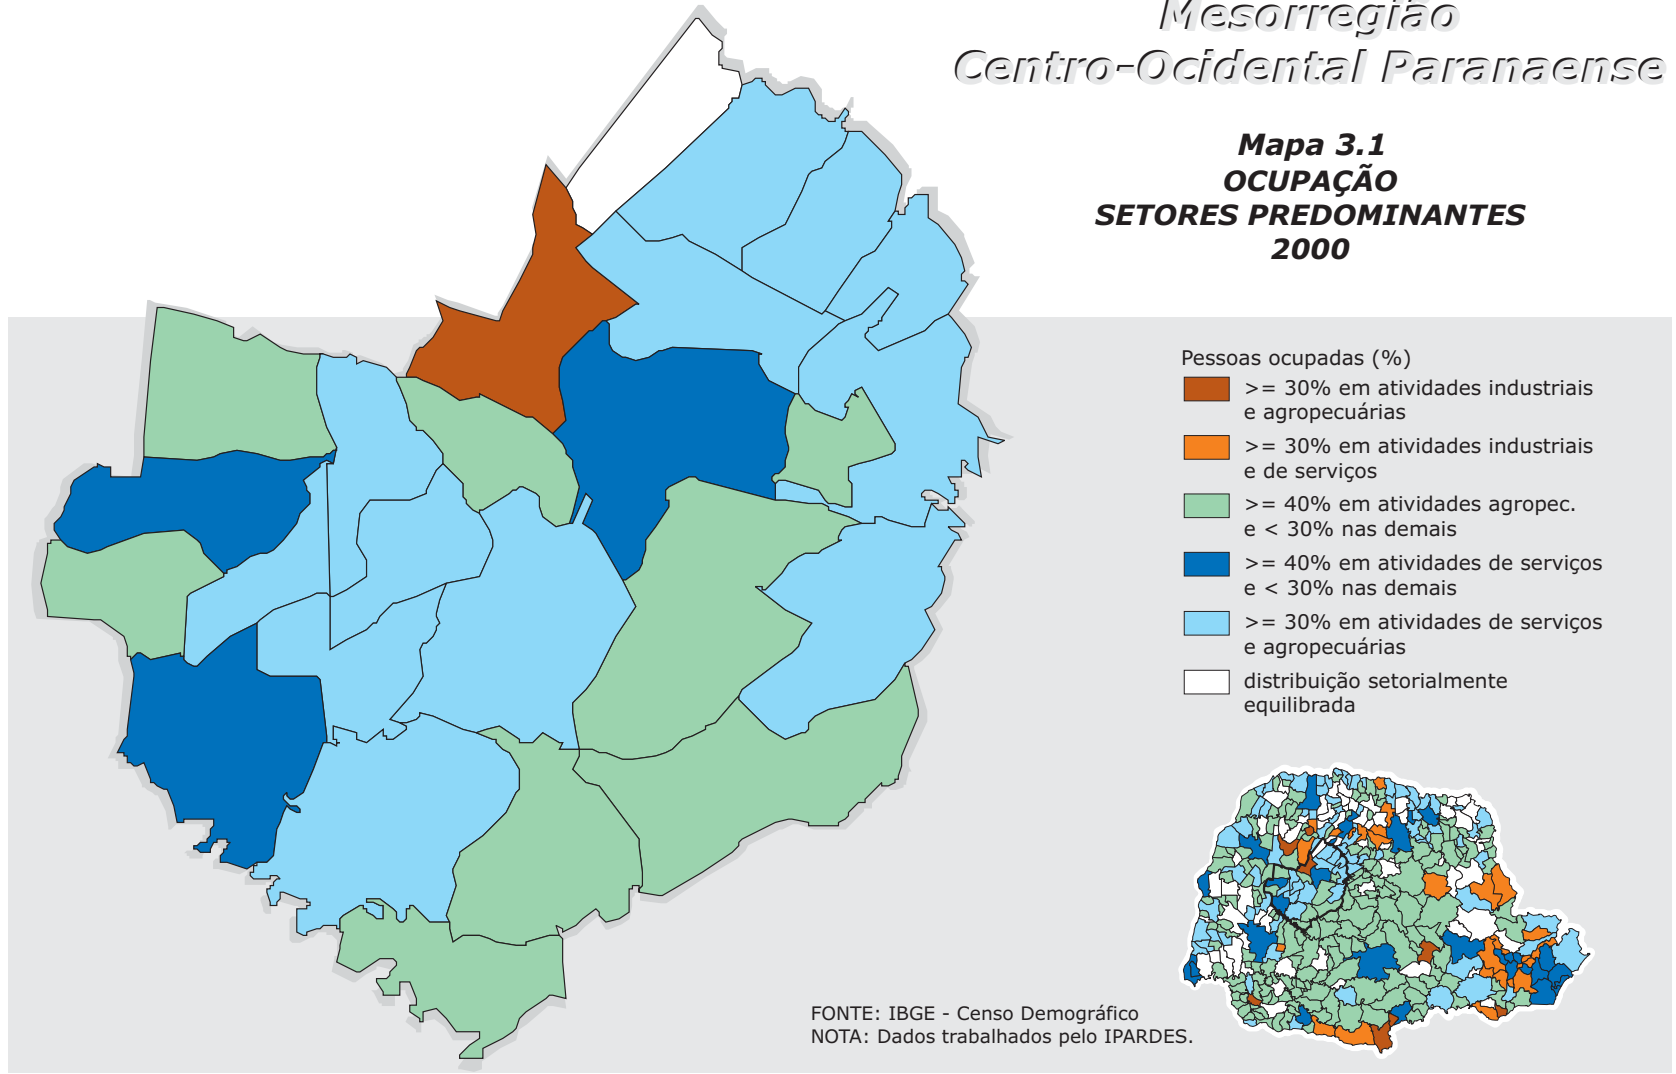 Mesorregião
Centro-Ocidental Paranaense
Mapa 3.1
OCUPAÇÃO
SETORES PREDOMINANTES
2000
Pessoas ocupadas (%)
>= 30% em atividades industriais
e agropecuárias
>= 30% em atividades industriais
e de serviços
>= 40% em atividades agropec.
e < 30% nas demais
>= 40% em atividades de serviços
e < 30% nas demais
>= 30% em atividades de serviços
e agropecuárias
distribuição setorialmente
equilibrada
FONTE: IBGE - Censo Demográfico
NOTA: Dados trabalhados pelo IPARDES.